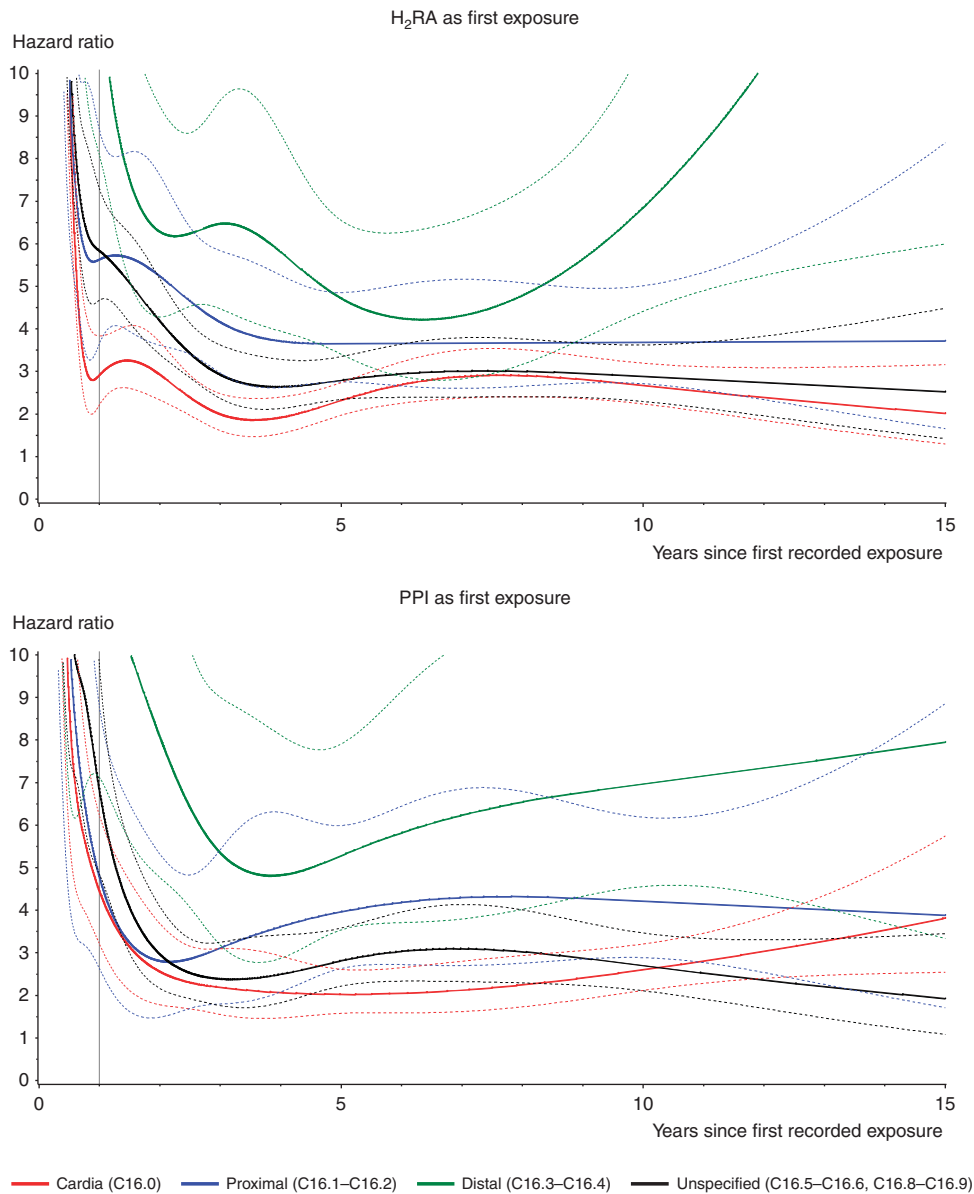 H₂RA as first exposure
Hazard ratio
10
9
8
7
6
5
4
3
2
1
0
0 5 10 15
Years since first recorded exposure
PPI as first exposure
Hazard ratio
10
9
8
7
6
5
4
3
2
1
0
0 5 10 15
Years since first recorded exposure
Cardia (C16.0) Proximal (C16.1–C16.2) Distal (C16.3–C16.4) Unspecified (C16.5–C16.6, C16.8–C16.9)